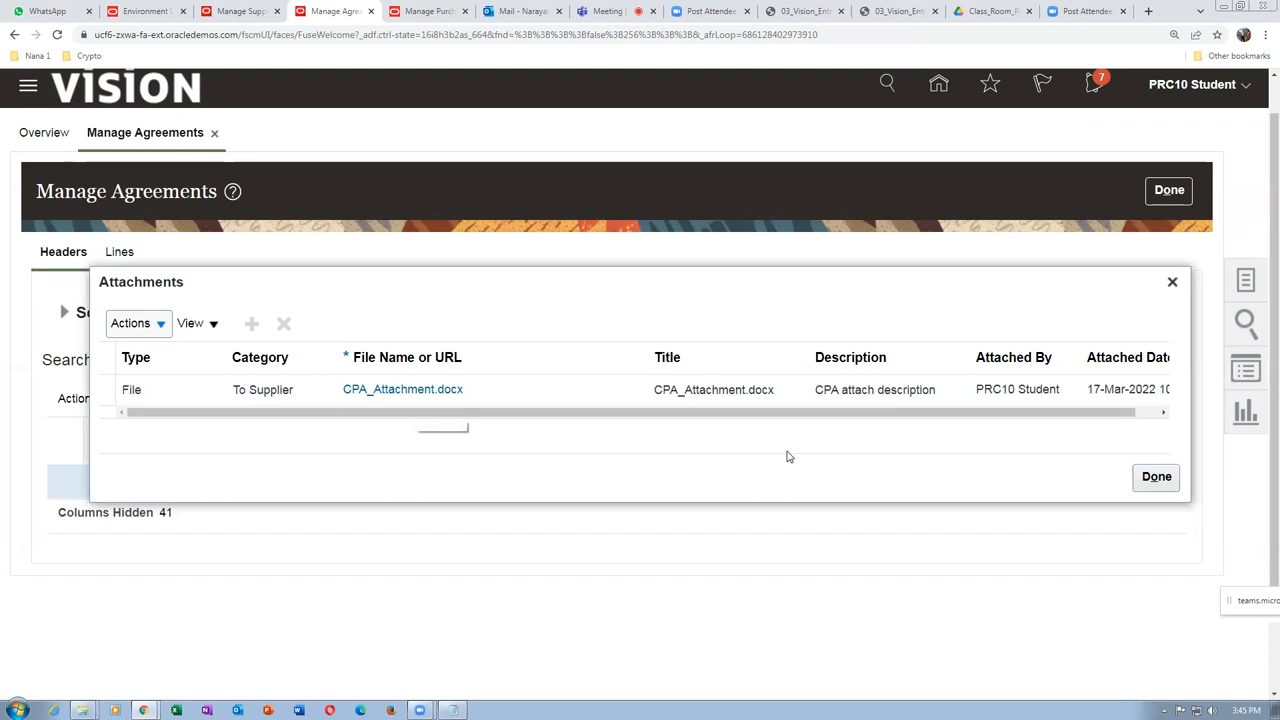 WhatsApp
Environment
Manage Supp
Manage Agre
Manage Purc
Mail - Naray
Meeting |
Post Attende
03_Vision_Ent
03_Vision_Ent
Class_Room_P
Post Attende
ucf6-zxwa-fa-ext.oracledemos.com/fscmUI/faces/FuseWelcome?_adf.ctrl-state=16i8h3b2as_664&fnd=%3B%3B%3B%3Bfalse%3B256%3B%3B%3B&_afrLoop=686128402973910
Nana 1
Crypto
Other bookmarks
VISION
7
PRC10 Student
Overview
Manage Agreements
Manage Agreements
Done
Headers
Lines
Attachments
Actions
View
Type
Category
* File Name or URL
Title
Description
Attached By
Attached Date
File
To Supplier
CPA_Attachment.docx
CPA_Attachment.docx
CPA attach description
PRC10 Student
17-Mar-2022 10
Done
Search
Action
Columns Hidden 41
teams.micro
3:45 PM